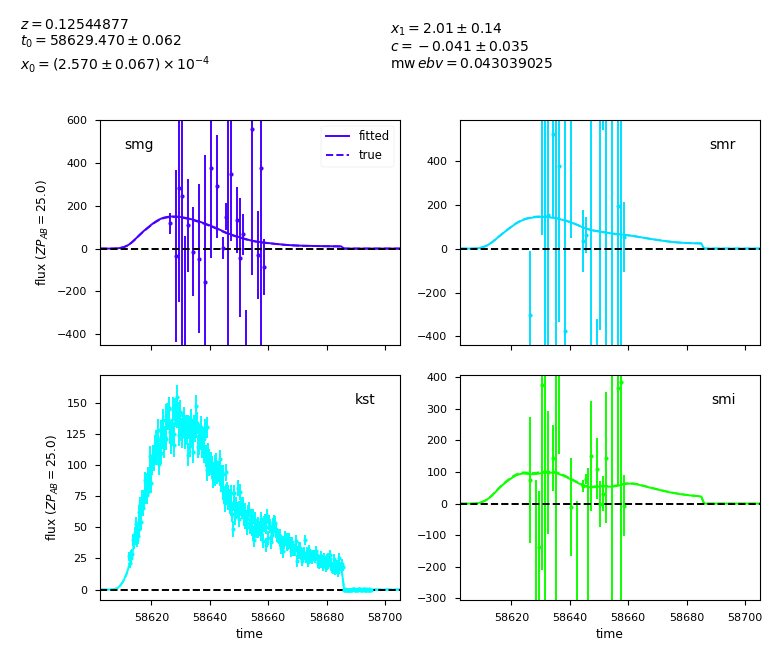 z = 0.12544877
t₀ = 58629.470 ± 0.062
x₀ = (2.570 ± 0.067) × 10⁻⁴
x₁ = 2.01 ± 0.14
c = −0.041 ± 0.035
mw ebv = 0.043039025
smg
fitted
true
600
400
200
0
−200
−400
flux (ZP_AB = 25.0)
smr
400
200
0
−200
−400
kst
150
125
100
75
50
25
0
flux (ZP_AB = 25.0)
58620 58640 58660 58680 58700
time
smi
400
300
200
100
0
−100
−200
−300
58620 58640 58660 58680 58700
time